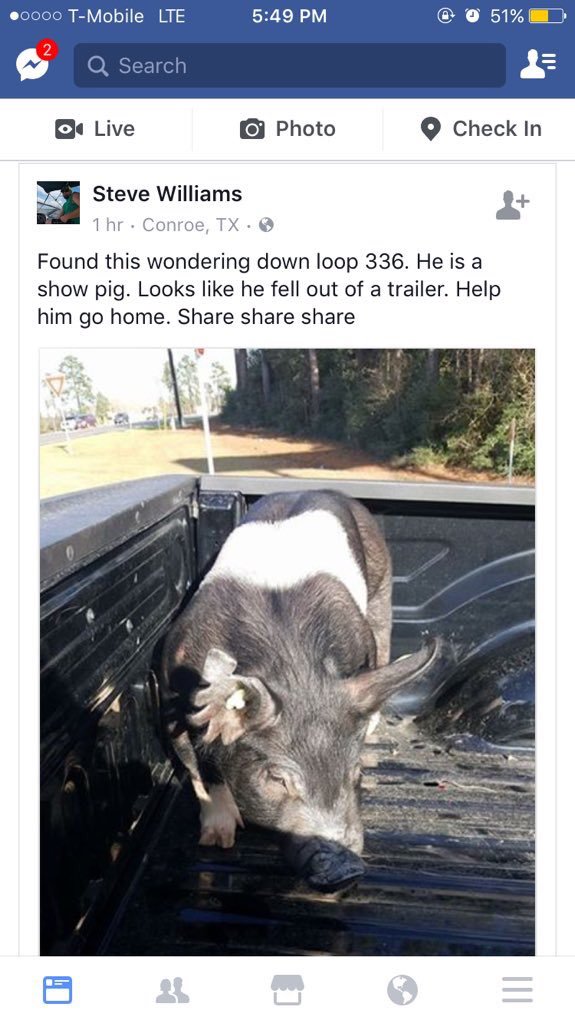 T-Mobile LTE 5:49 PM 51%
2
Search
Live Photo Check In
Steve Williams
1 hr · Conroe, TX ·
Found this wondering down loop 336. He is a
show pig. Looks like he fell out of a trailer. Help
him go home. Share share share